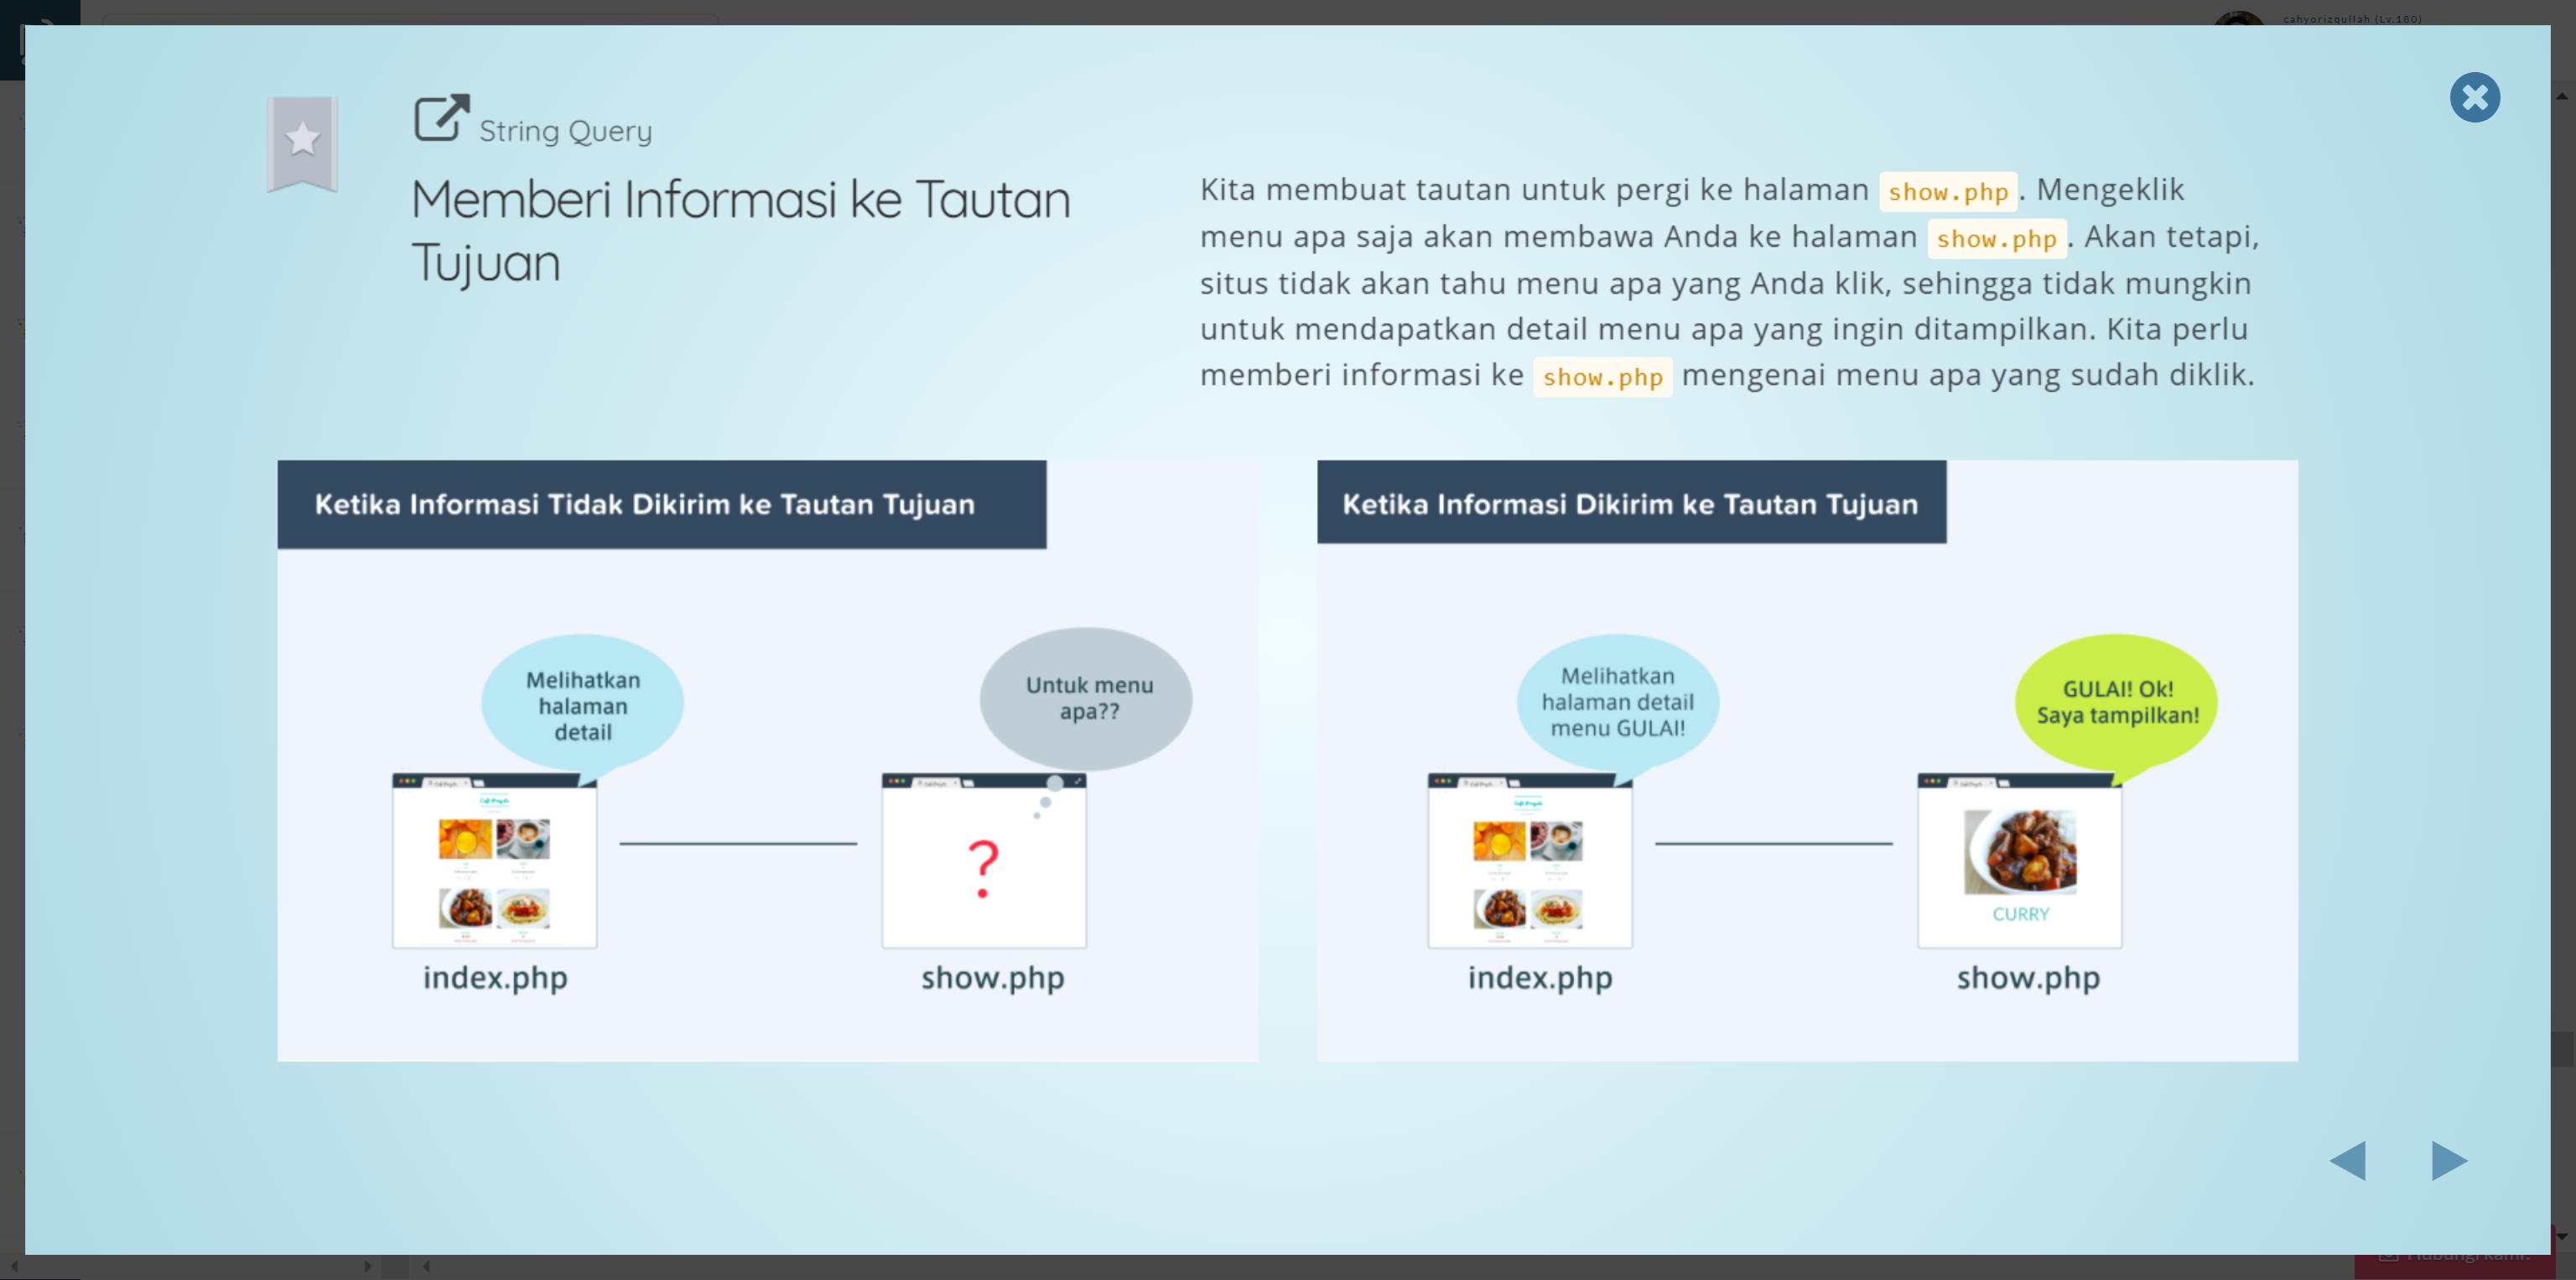 cahyorizqullah (Lv.180)
String Query
Memberi Informasi ke Tautan
Tujuan
Kita membuat tautan untuk pergi ke halaman show.php. Mengeklik
menu apa saja akan membawa Anda ke halaman show.php. Akan tetapi,
situs tidak akan tahu menu apa yang Anda klik, sehingga tidak mungkin
untuk mendapatkan detail menu apa yang ingin ditampilkan. Kita perlu
memberi informasi ke show.php mengenai menu apa yang sudah diklik.
Ketika Informasi Tidak Dikirim ke Tautan Tujuan
Melihatkan
halaman
detail
Untuk menu
apa??
?
index.php
show.php
Ketika Informasi Dikirim ke Tautan Tujuan
Melihatkan
halaman detail
menu GULAI!
GULAI! Ok!
Saya tampilkan!
CURRY
index.php
show.php
Hubungi kami.